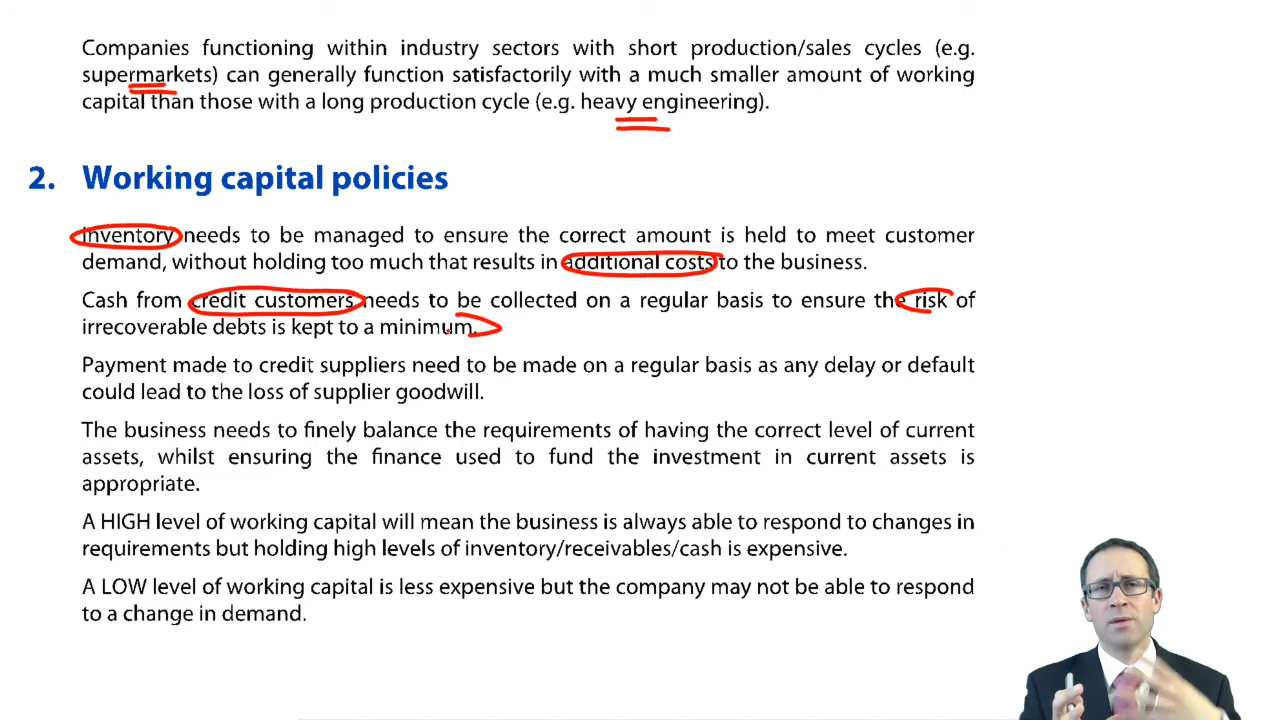 Companies functioning within industry sectors with short production/sales cycles (e.g.
supermarkets) can generally function satisfactorily with a much smaller amount of working
capital than those with a long production cycle (e.g. heavy engineering).
2. Working capital policies
Inventory needs to be managed to ensure the correct amount is held to meet customer
demand, without holding too much that results in additional costs to the business.
Cash from credit customers needs to be collected on a regular basis to ensure the risk of
irrecoverable debts is kept to a minimum.
Payment made to credit suppliers need to be made on a regular basis as any delay or default
could lead to the loss of supplier goodwill.
The business needs to finely balance the requirements of having the correct level of current
assets, whilst ensuring the finance used to fund the investment in current assets is
appropriate.
A HIGH level of working capital will mean the business is always able to respond to changes in
requirements but holding high levels of inventory/receivables/cash is expensive.
A LOW level of working capital is less expensive but the company may not be able to respond
to a change in demand.